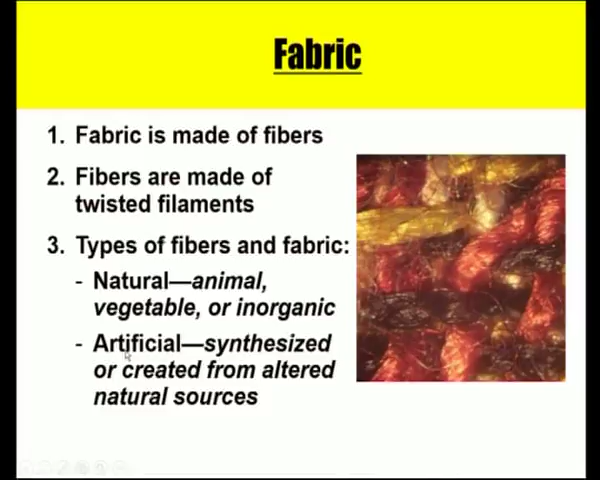 Fabric
1. Fabric is made of fibers
2. Fibers are made of
twisted filaments
3. Types of fibers and fabric:
- Natural—animal,
vegetable, or inorganic
- Artificial—synthesized
or created from altered
natural sources